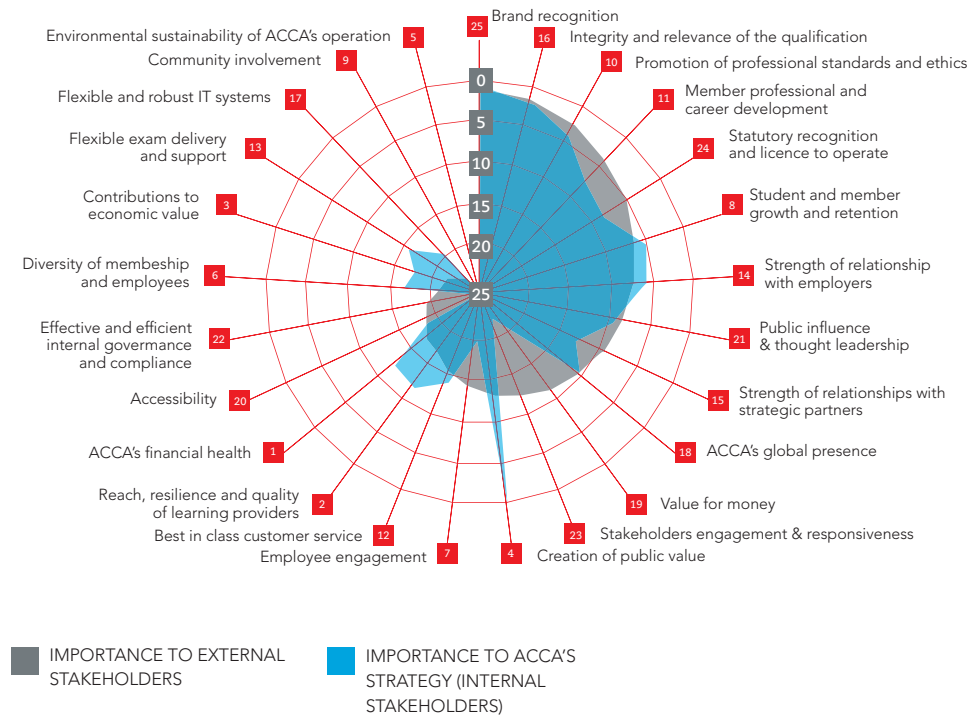 25
Brand recognition
16
Integrity and relevance of the qualification
10
Promotion of professional standards and ethics
11
Member professional and
career development
24
Statutory recognition
and licence to operate
8
Student and member
growth and retention
14
Strength of relationship
with employers
21
Public influence
& thought leadership
15
Strength of relationships with
strategic partners
18
ACCA's global presence
19
Value for money
23
Stakeholders engagement & responsiveness
4
Creation of public value
7
Employee engagement
12
Best in class customer service
2
Reach, resilience and quality
of learning providers
1
ACCA's financial health
20
Accessibility
22
Effective and efficient
internal governance
and compliance
6
Diversity of membeship
and employees
3
Contributions to
economic value
13
Flexible exam delivery
and support
17
Flexible and robust IT systems
9
Community involvement
5
Environmental sustainability of ACCA's operation
0
5
10
15
20
25
IMPORTANCE TO EXTERNAL
STAKEHOLDERS
IMPORTANCE TO ACCA'S
STRATEGY (INTERNAL
STAKEHOLDERS)